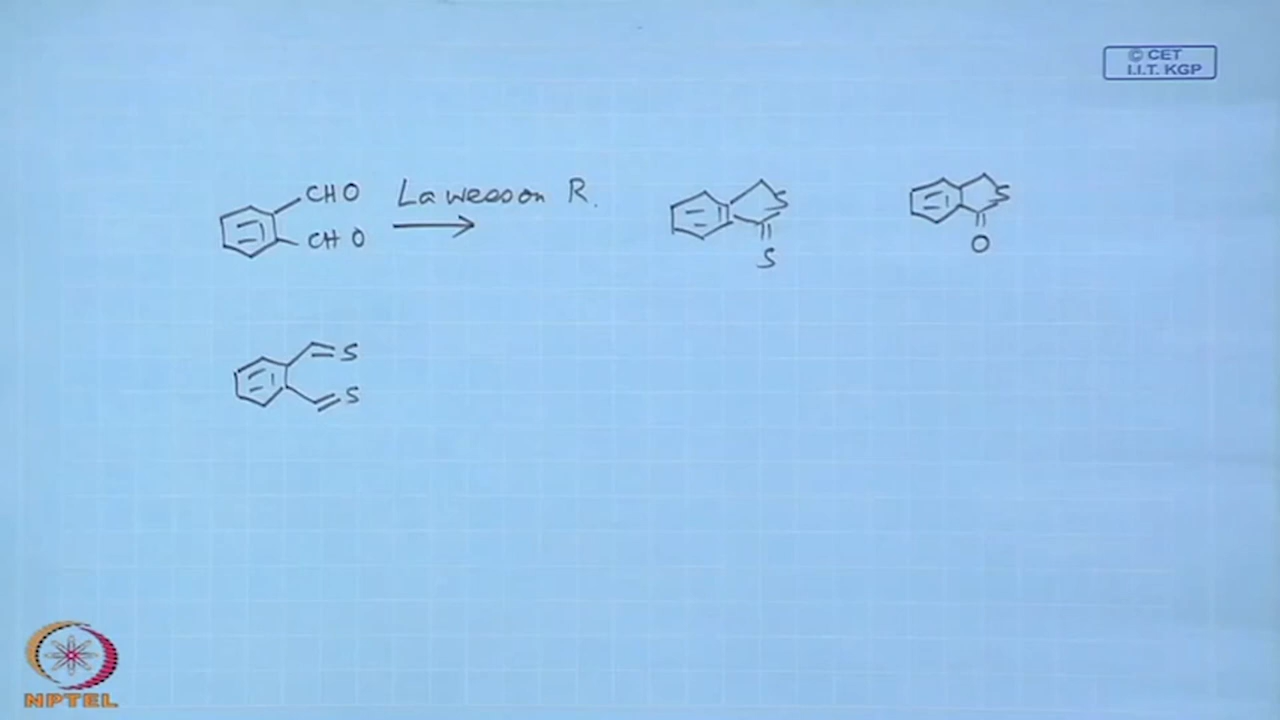 © CET
I.I.T. KGP
CHO
CHO
Lawesson R.
S
S
S
O
S
S
NPTEL